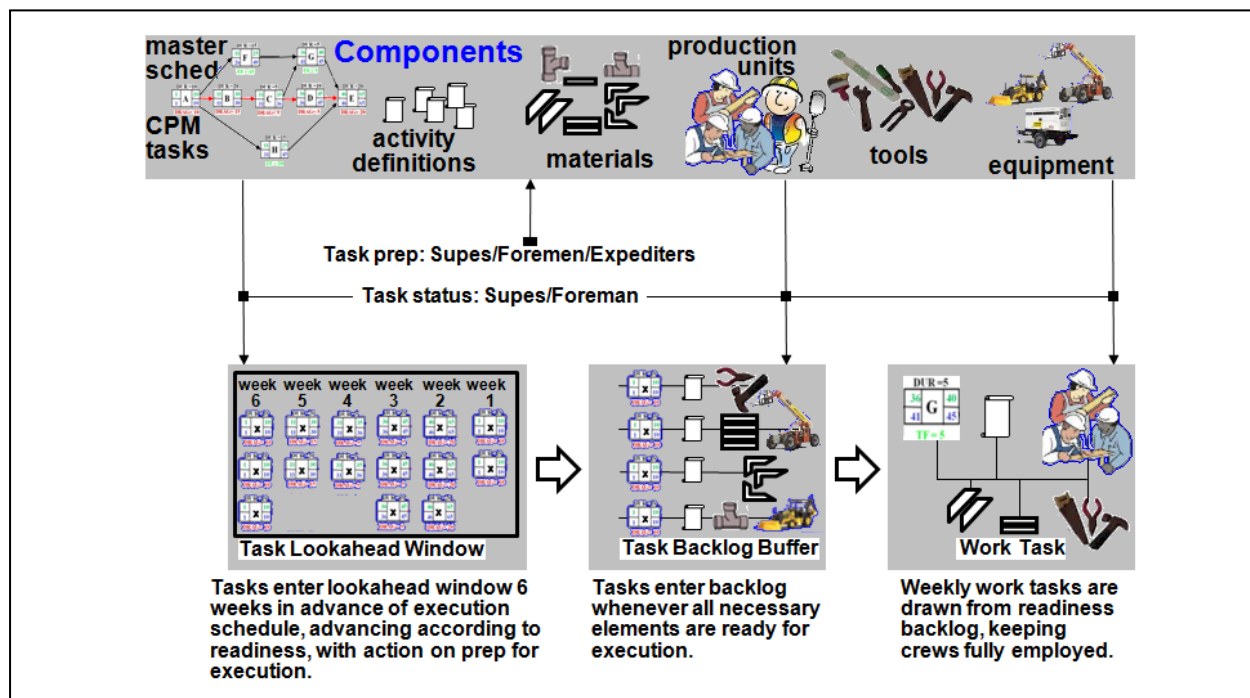 master
sched
Components
production
units
CPM
tasks
activity
definitions
materials
tools
equipment
F
G
A
B
C
D
E
H
Task prep: Supes/Foremen/Expediters
Task status: Supes/Foreman
week week week week week week
6 5 4 3 2 1
X X X X X X
X X X X X X
X X X
Task Lookahead Window
X
X
X
X
Task Backlog Buffer
DUR =5
36 G 40
41 45
TF = 5
Work Task
Tasks enter lookahead window 6
weeks in advance of execution
schedule, advancing according to
readiness, with action on prep for
execution.
Tasks enter backlog
whenever all necessary
elements are ready for
execution.
Weekly work tasks are
drawn from readiness
backlog, keeping
crews fully employed.